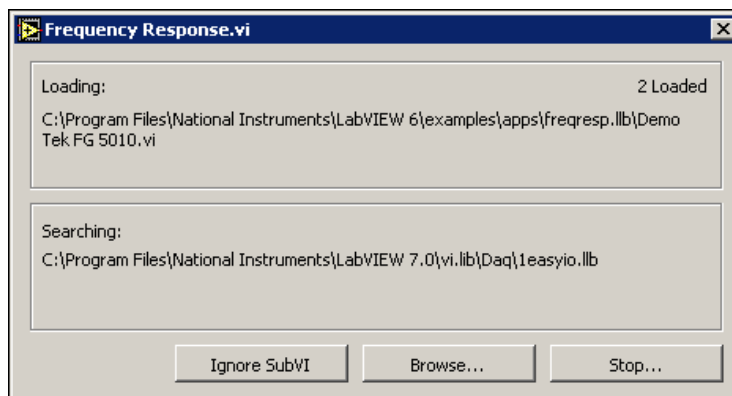 Frequency Response.vi
Loading: 2 Loaded
C:\Program Files\National Instruments\LabVIEW 6\examples\apps\freqresp.llb\Demo
Tek FG 5010.vi
Searching:
C:\Program Files\National Instruments\LabVIEW 7.0\vi.lib\Daq\1easyio.llb
Ignore SubVI Browse... Stop...